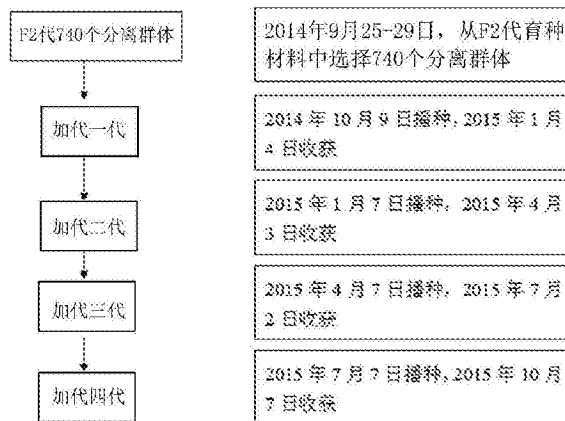 F2代740个分离群体
2014年9月25-29日，从F2代育种
材料中选择740个分离群体
加代一代
2014年10月9日播种，2015年1月
4日收获
加代二代
2015年1月7日播种，2015年4月
3日收获
加代三代
2015年4月7日播种，2015年7月
2日收获
加代四代
2015年7月7日播种，2015年10月
7日收获